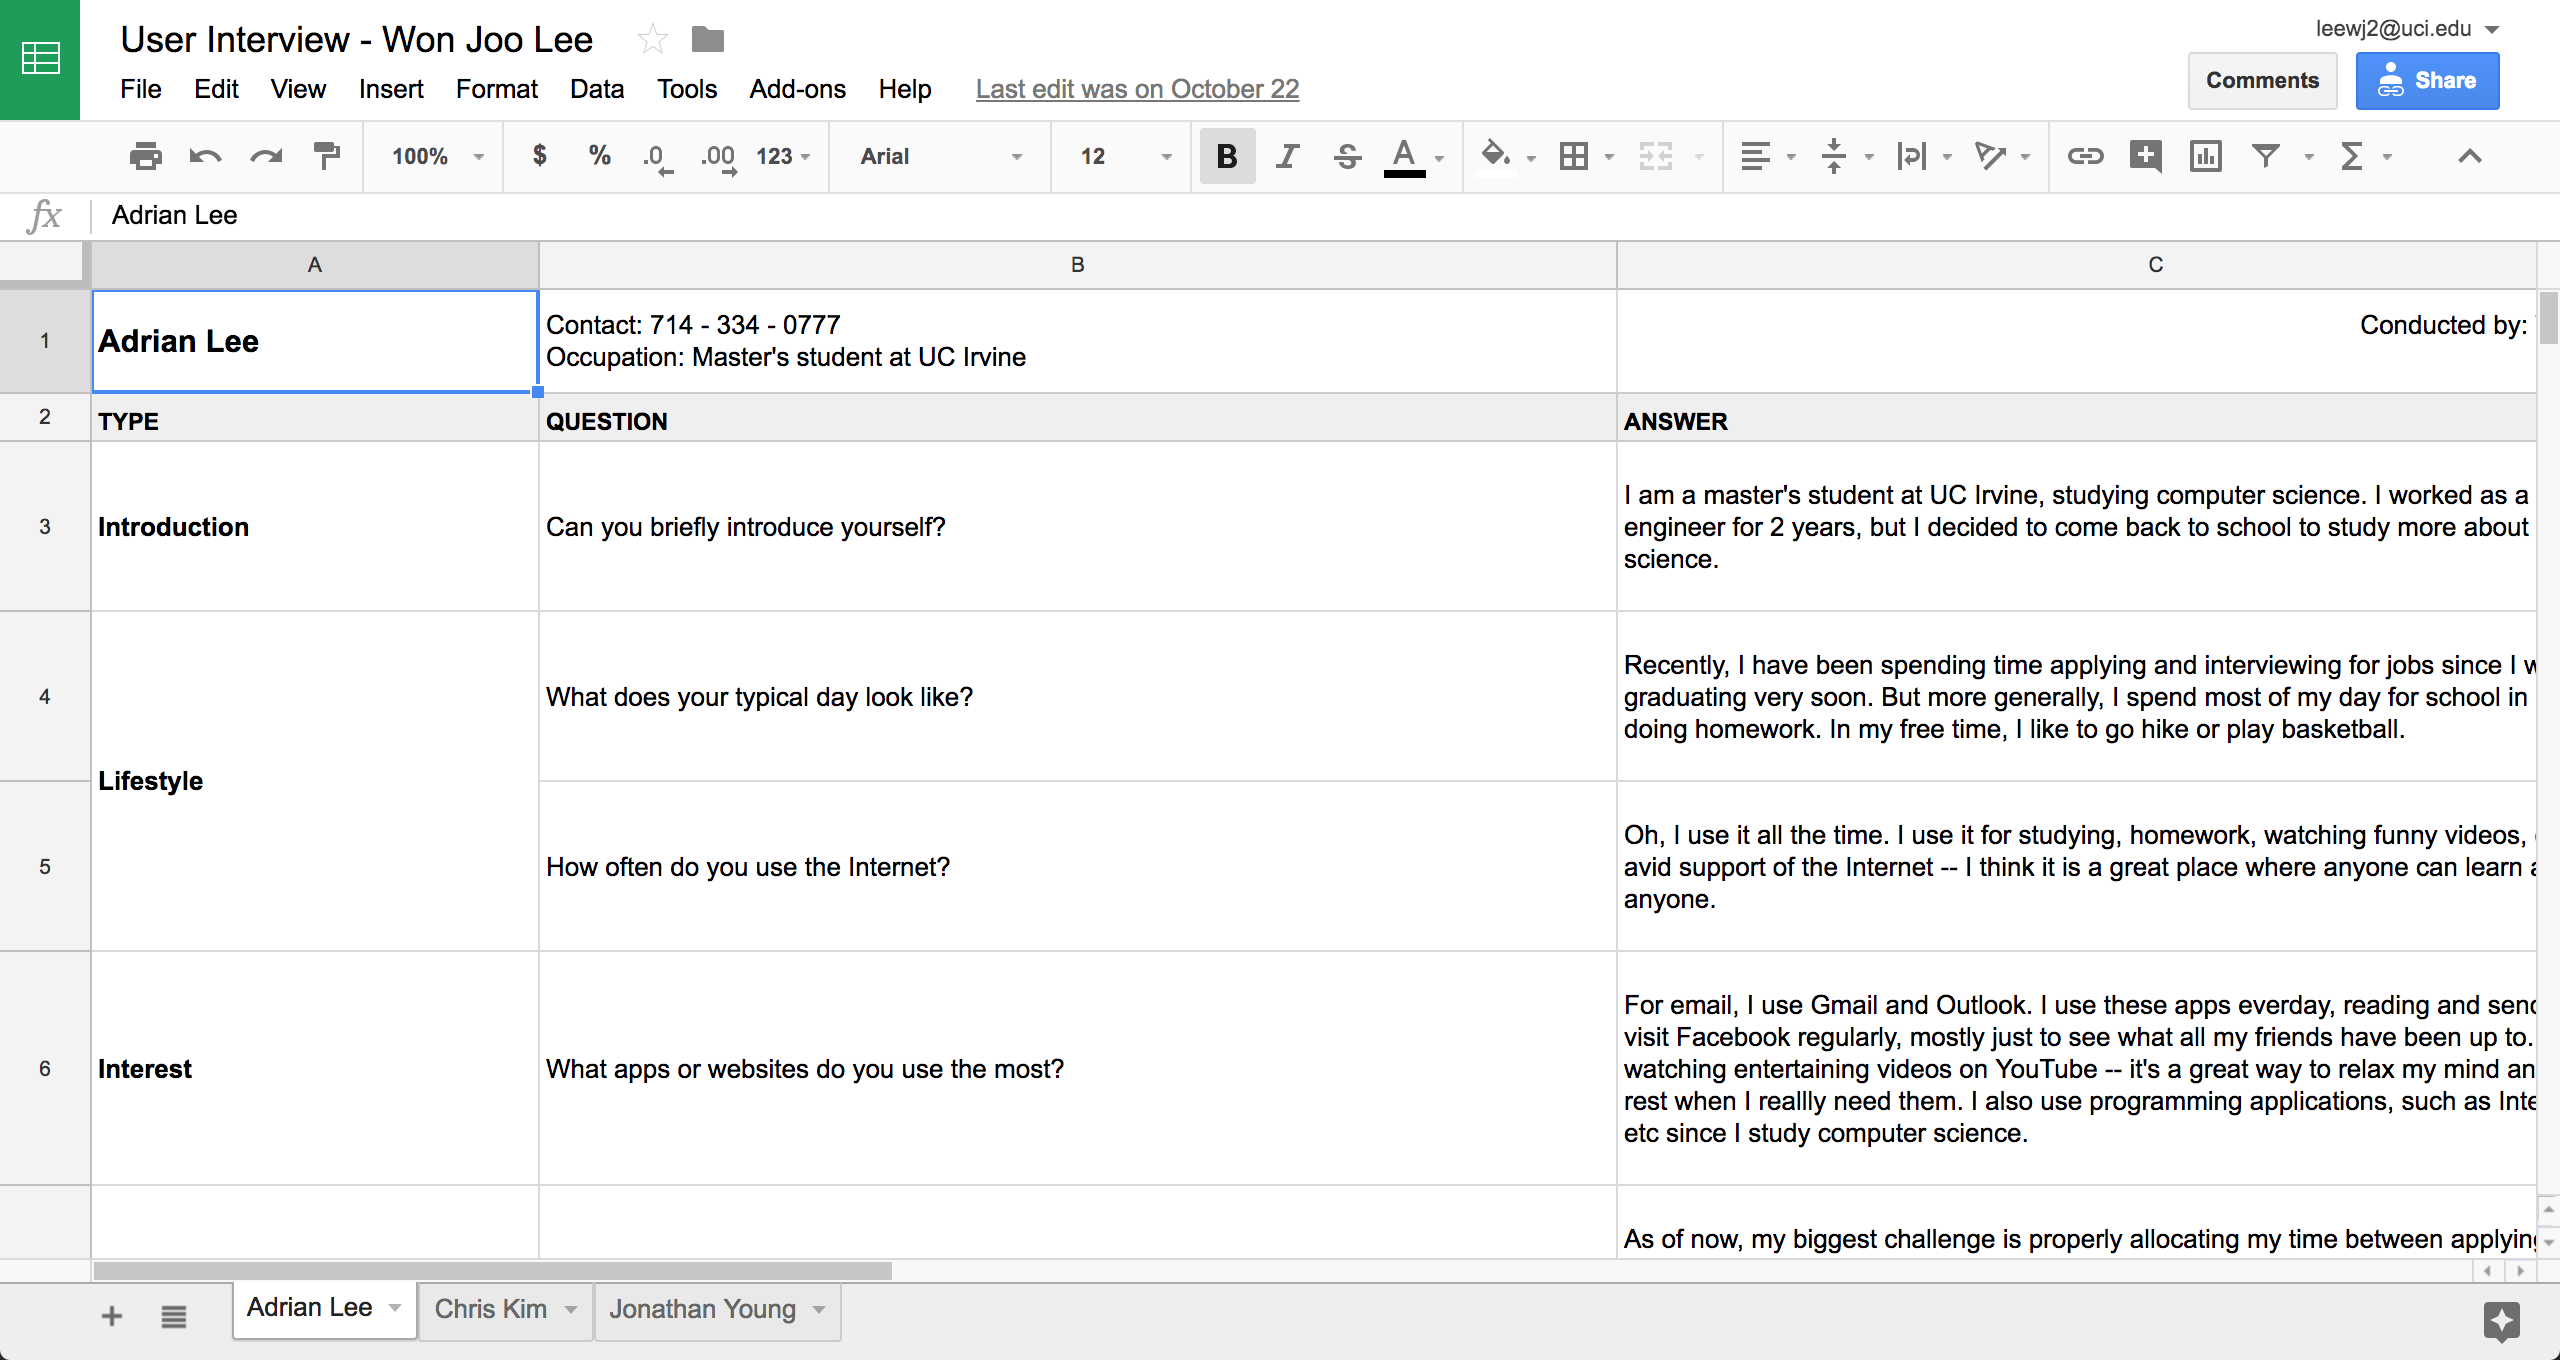 User Interview - Won Joo Lee
leewj2@uci.edu
File Edit View Insert Format Data Tools Add-ons Help Last edit was on October 22
Comments Share
100% $ % .0 .00 123 Arial 12 B I S A
fx Adrian Lee
A B C
1 Adrian Lee
Contact: 714 - 334 - 0777
Occupation: Master's student at UC Irvine
Conducted by:
2 TYPE QUESTION ANSWER
3 Introduction Can you briefly introduce yourself?
I am a master's student at UC Irvine, studying computer science. I worked as a
engineer for 2 years, but I decided to come back to school to study more about
science.
Lifestyle
4 What does your typical day look like?
Recently, I have been spending time applying and interviewing for jobs since I
graduating very soon. But more generally, I spend most of my day for school in
doing homework. In my free time, I like to go hike or play basketball.
5 How often do you use the Internet?
Oh, I use it all the time. I use it for studying, homework, watching funny videos,
avid support of the Internet -- I think it is a great place where anyone can learn
anyone.
6 Interest What apps or websites do you use the most?
For email, I use Gmail and Outlook. I use these apps everday, reading and
visit Facebook regularly, mostly just to see what all my friends have been up to.
watching entertaining videos on YouTube -- it's a great way to relax my mind an
rest when I reallly need them. I also use programming applications, such as
etc since I study computer science.
As of now, my biggest challenge is properly allocating my time between
Adrian Lee Chris Kim Jonathan Young